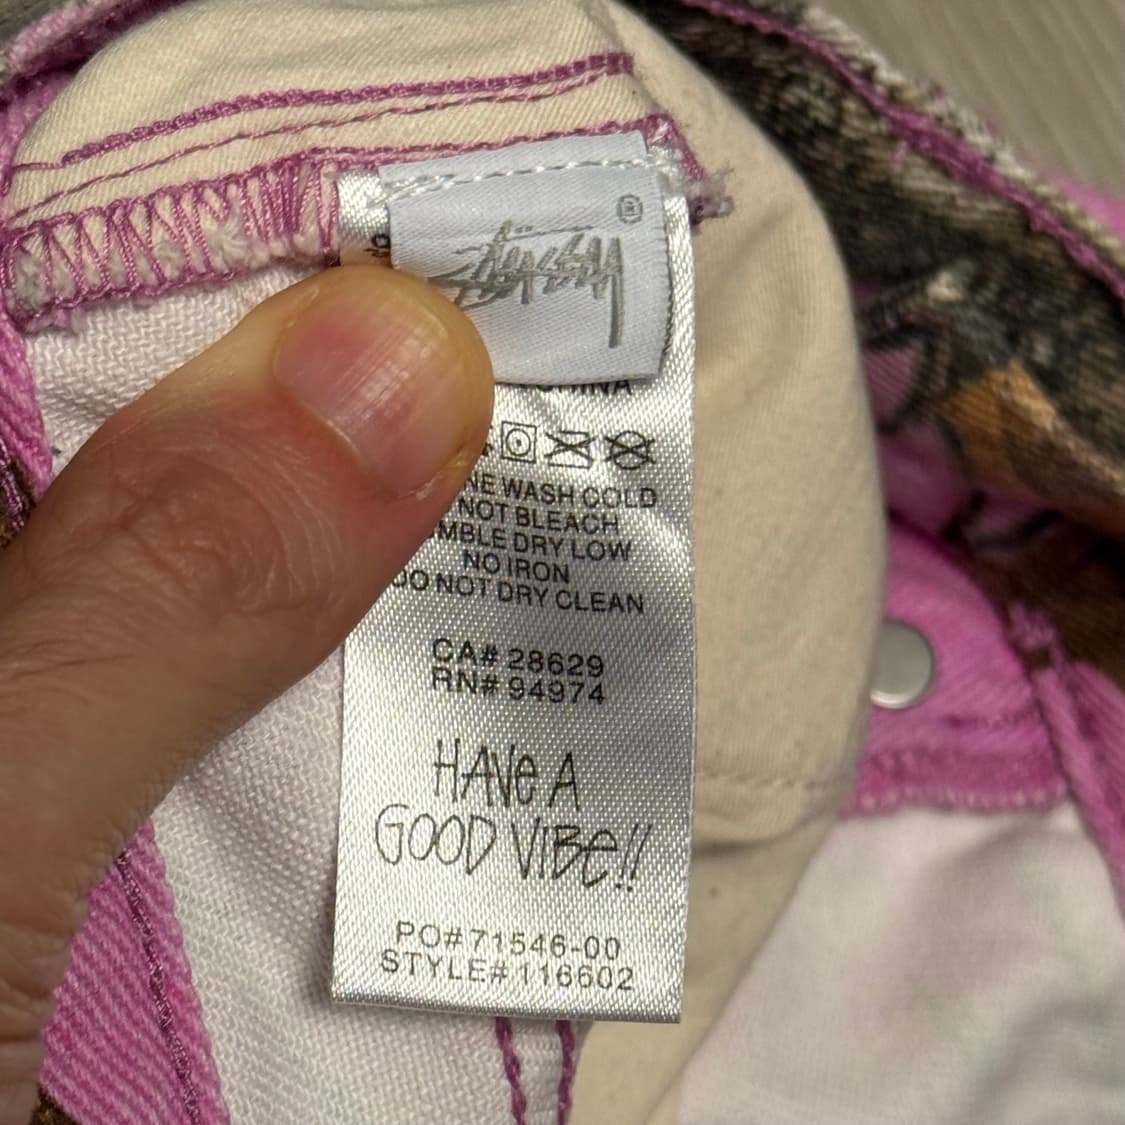 Stüssy ®
CHINA
NE WASH COLD
NOT BLEACH
MBLE DRY LOW
NO IRON
DO NOT DRY CLEAN
CA# 28629
RN# 94974
HAVe A
GOOD VIBe!!
PO# 71546-00
STYLE# 116602